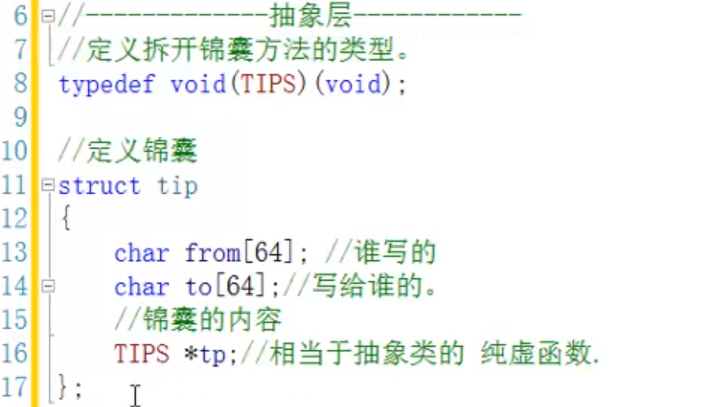 6 //-------------抽象层------------
7 //定义拆开锦囊方法的类型。
8 typedef void(TIPS)(void);
9
10 //定义锦囊
11 struct tip
12 {
13 char from[64]; //谁写的
14 char to[64];//写给谁的。
15 //锦囊的内容
16 TIPS *tp;//相当于抽象类的 纯虚函数.
17 };